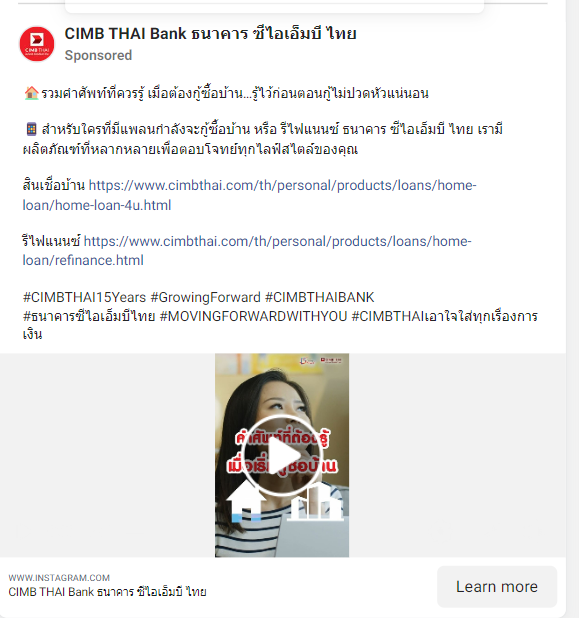 CIMB THAI Bank ธนาคาร ซีไอเอ็มบี ไทย
Sponsored
🏠รวมคำศัพท์ที่ควรรู้ เมื่อต้องกู้ซื้อบ้าน...รู้ไว้ก่อนตอนกู้ไม่ปวดหัวแน่นอน
สำหรับใครที่มีแพลนกำลังจะกู้ซื้อบ้าน หรือ รีไฟแนนซ์ ธนาคาร ซีไอเอ็มบี ไทย เรามี
ผลิตภัณฑ์ที่หลากหลายเพื่อตอบโจทย์ทุกไลฟ์สไตล์ของคุณ
สินเชื่อบ้าน https://www.cimbthai.com/th/personal/products/loans/home-
loan/home-loan-4u.html
รีไฟแนนซ์ https://www.cimbthai.com/th/personal/products/loans/home-
loan/refinance.html
#CIMBTHAI15Years #GrowingForward #CIMBTHAIBANK
#ธนาคารซีไอเอ็มบีไทย #MOVINGFORWARDWITHYOU #CIMBTHAIเอาใจใส่ทุกเรื่องการ
เงิน
คำศัพท์ที่ต้องรู้
WWW.INSTAGRAM.COM
CIMB THAI Bank ธนาคาร ซีไอเอ็มบี ไทย
Learn more